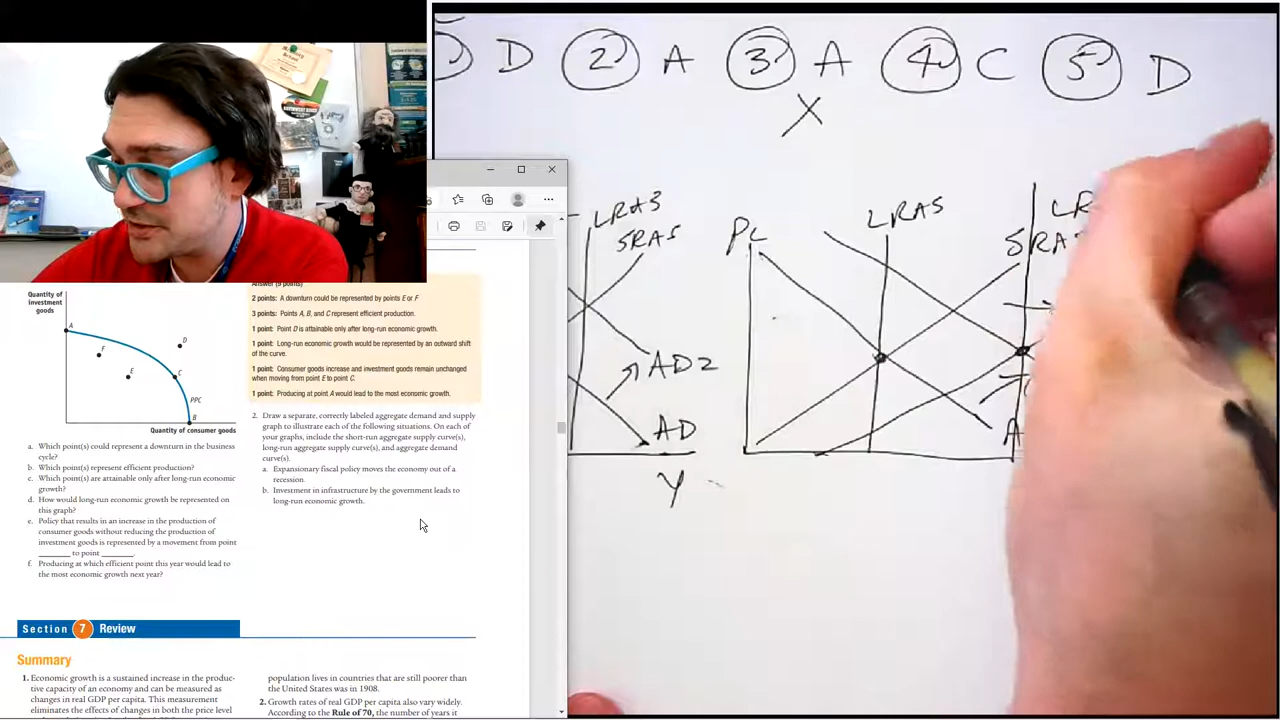 D ② A ③ A ④ C ⑤ D
X
LRAS
SRAS
AD2
AD
Y
PL
LRAS
LR
SRAS
A
Quantity of
investment
goods
A
F
D
E
C
PPC
B
Quantity of consumer goods
a. Which point(s) could represent a downturn in the business
cycle?
b. Which point(s) represent efficient production?
c. Which point(s) are attainable only after long-run economic
growth?
d. How would long-run economic growth be represented on
this graph?
e. Policy that results in an increase in the production of
consumer goods without reducing the production of
investment goods is represented by a movement from point
________ to point ________.
f. Producing at which efficient point this year would lead to
the most economic growth next year?
Answer (9 points)
2 points: A downturn could be represented by points E or F
3 points: Points A, B, and C represent efficient production.
1 point: Point D is attainable only after long-run economic growth.
1 point: Long-run economic growth would be represented by an outward shift
of the curve.
1 point: Consumer goods increase and investment goods remain unchanged
when moving from point E to point C.
1 point: Producing at point A would lead to the most economic growth.
2. Draw a separate, correctly labeled aggregate demand and supply
graph to illustrate each of the following situations. On each of
your graphs, include the short-run aggregate supply curve(s),
long-run aggregate supply curve(s), and aggregate demand
curve(s).
a. Expansionary fiscal policy moves the economy out of a
recession.
b. Investment in infrastructure by the government leads to
long-run economic growth.
Section 7 Review
Summary
1. Economic growth is a sustained increase in the produc-
tive capacity of an economy and can be measured as
changes in real GDP per capita. This measurement
eliminates the effects of changes in both the price level
population lives in countries that are still poorer than
the United States was in 1908.
2. Growth rates of real GDP per capita also vary widely.
According to the Rule of 70, the number of years it